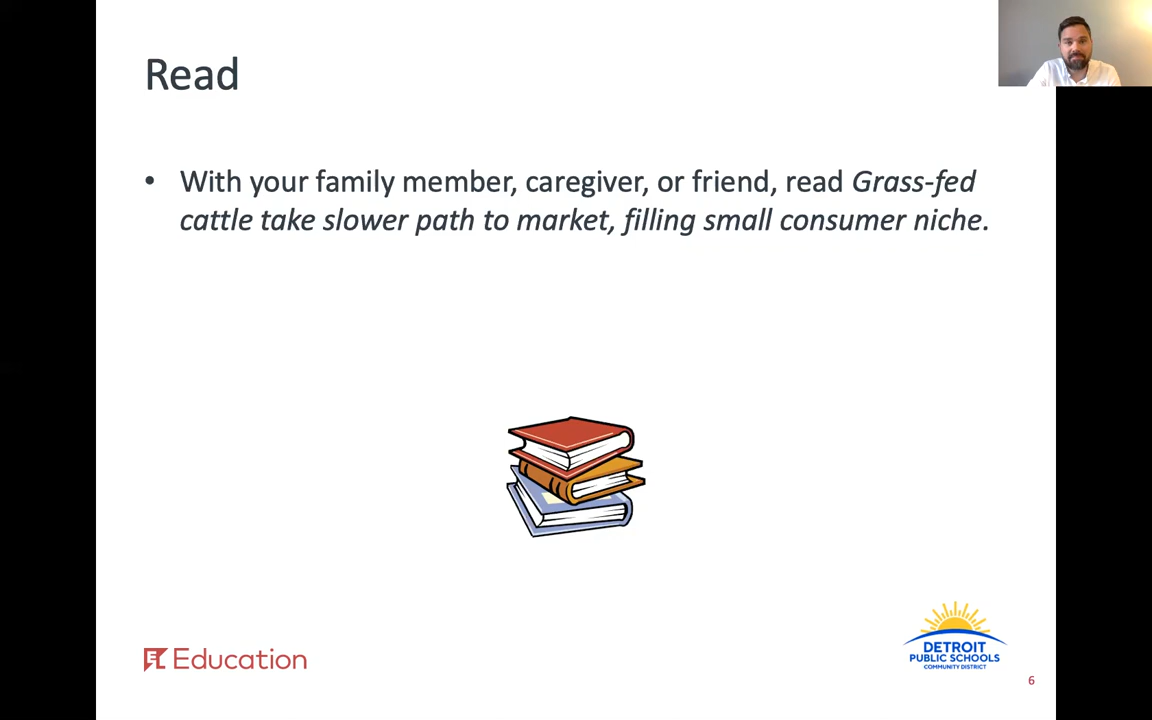 Read
• With your family member, caregiver, or friend, read Grass-fed
cattle take slower path to market, filling small consumer niche.
EL Education
DETROIT
PUBLIC SCHOOLS
COMMUNITY DISTRICT
6